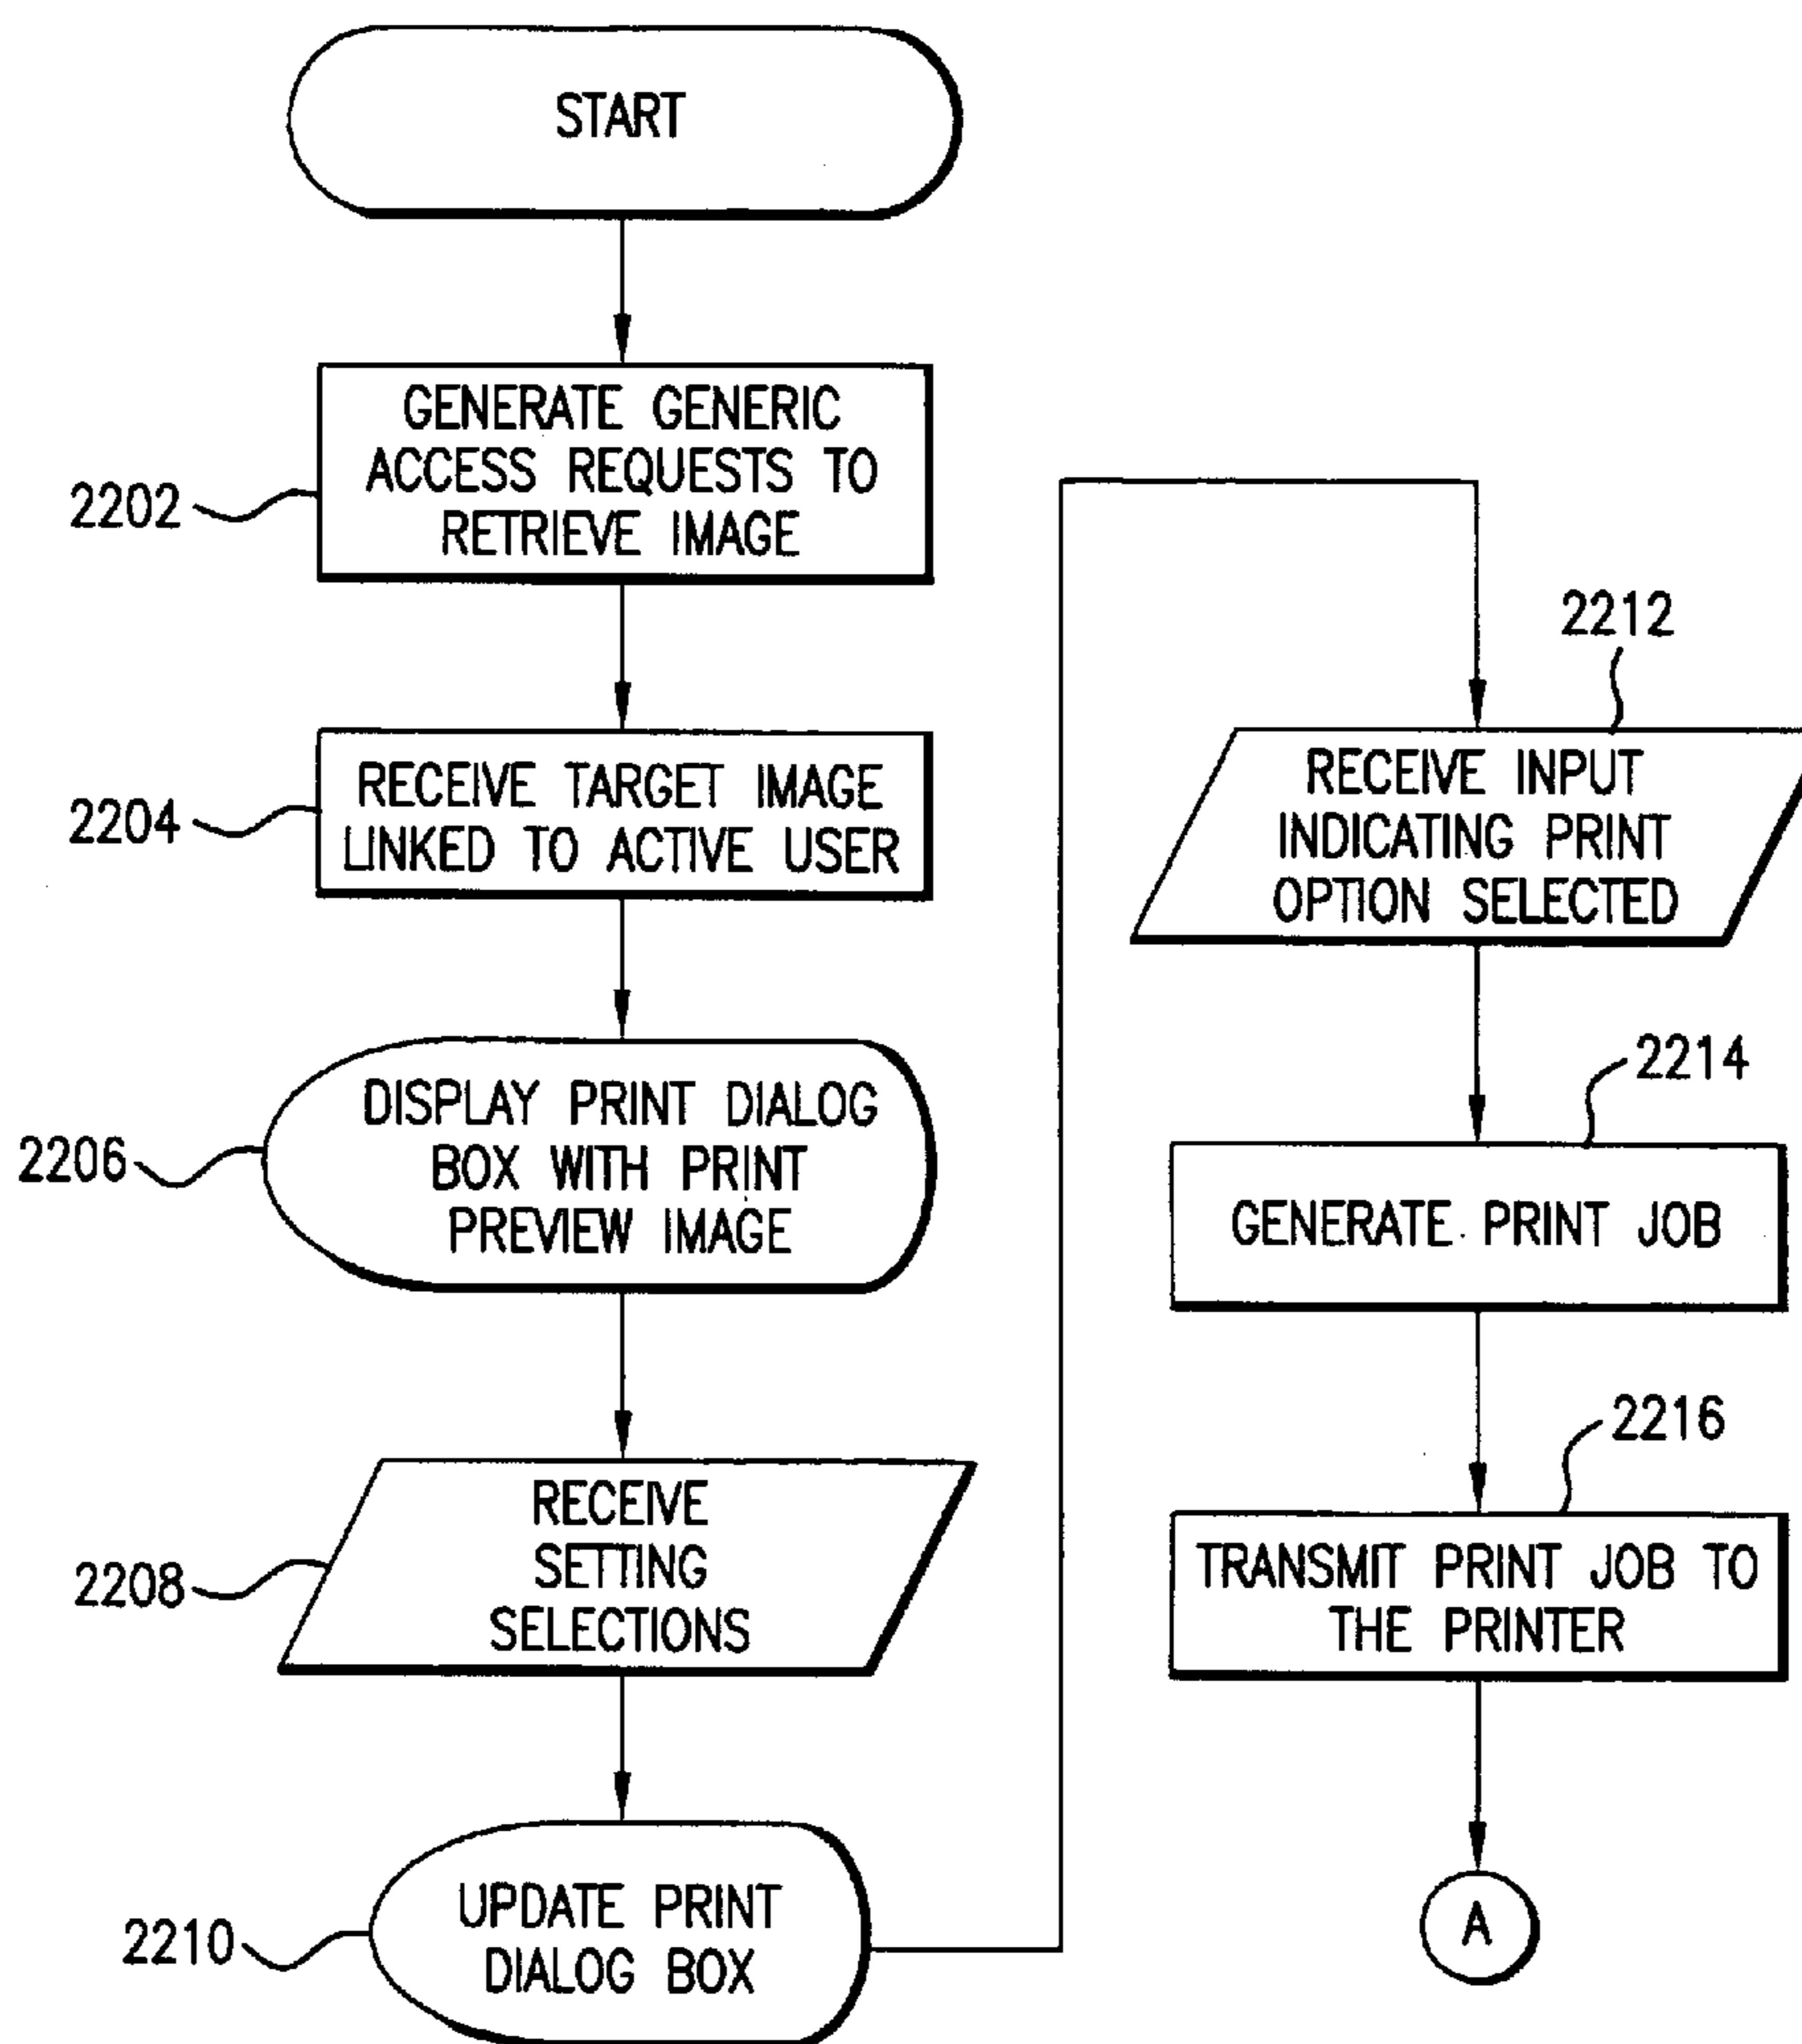 START
GENERATE GENERIC
ACCESS REQUESTS TO
RETRIEVE IMAGE
2202
RECEIVE TARGET IMAGE
LINKED TO ACTIVE USER
2204
DISPLAY PRINT DIALOG
BOX WITH PRINT
PREVIEW IMAGE
2206
RECEIVE
SETTING
SELECTIONS
2208
UPDATE PRINT
DIALOG BOX
2210
2212
RECEIVE INPUT
INDICATING PRINT
OPTION SELECTED
2214
GENERATE PRINT JOB
2216
TRANSMIT PRINT JOB TO
THE PRINTER
A